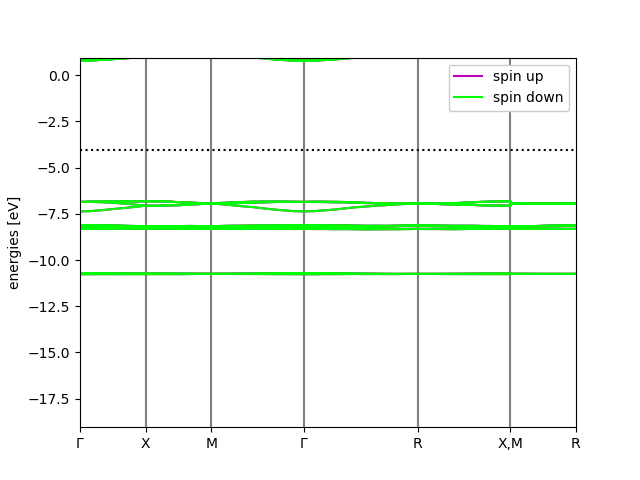 spin up
spin down
energies [eV]
0.0
−2.5
−5.0
−7.5
−10.0
−12.5
−15.0
−17.5
Γ X M Γ R X,M R